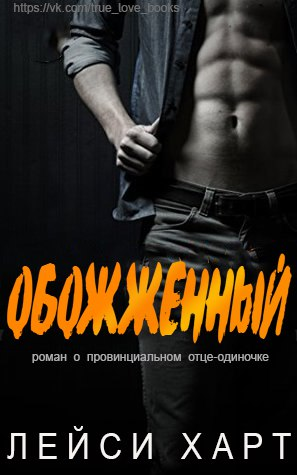 https://vk.com/true_love_books
ОБОЖЖЕННЫЙ
роман о провинциальном отце-одиночке
ЛЕЙСИ ХАРТ